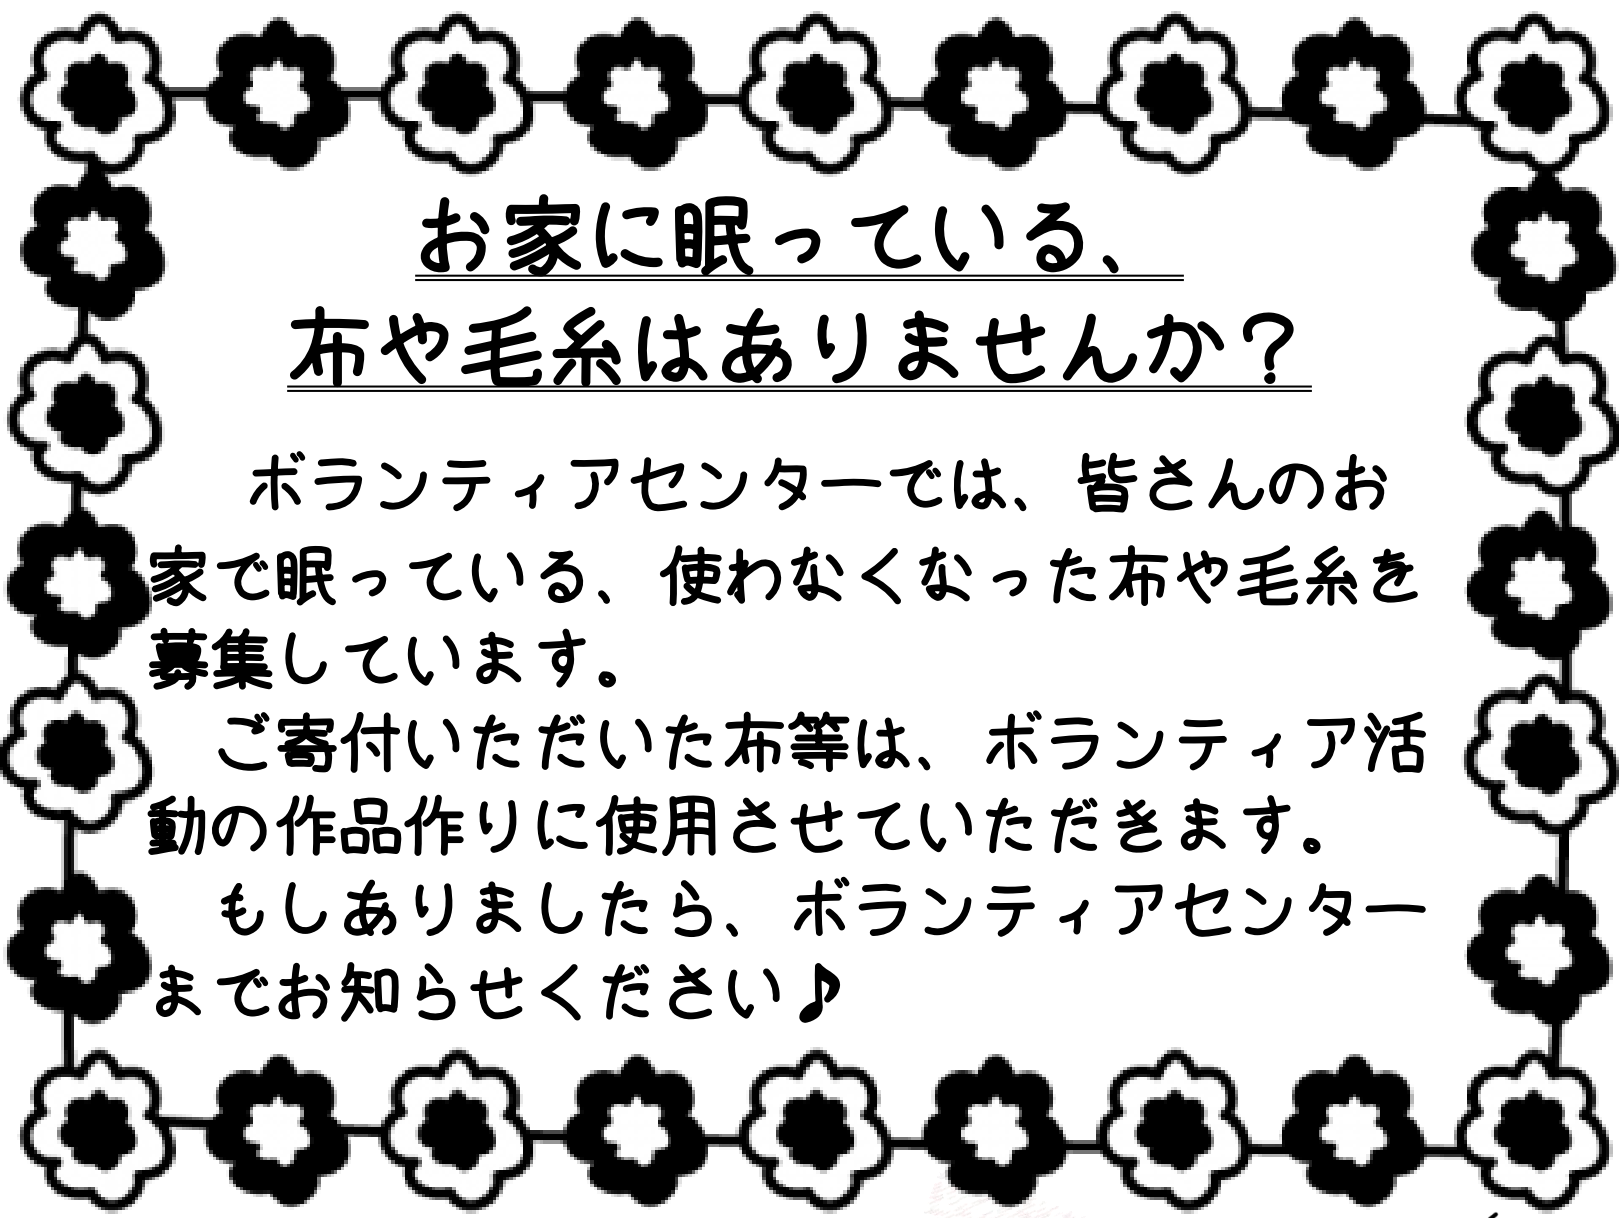 お家に眠っている、
布や毛糸はありませんか？
ボランティアセンターでは、皆さんのお
家で眠っている、使わなくなった布や毛糸を
募集しています。
ご寄付いただいた布等は、ボランティア活
動の作品作りに使用させていただきます。
もしありましたら、ボランティアセンター
までお知らせください♪